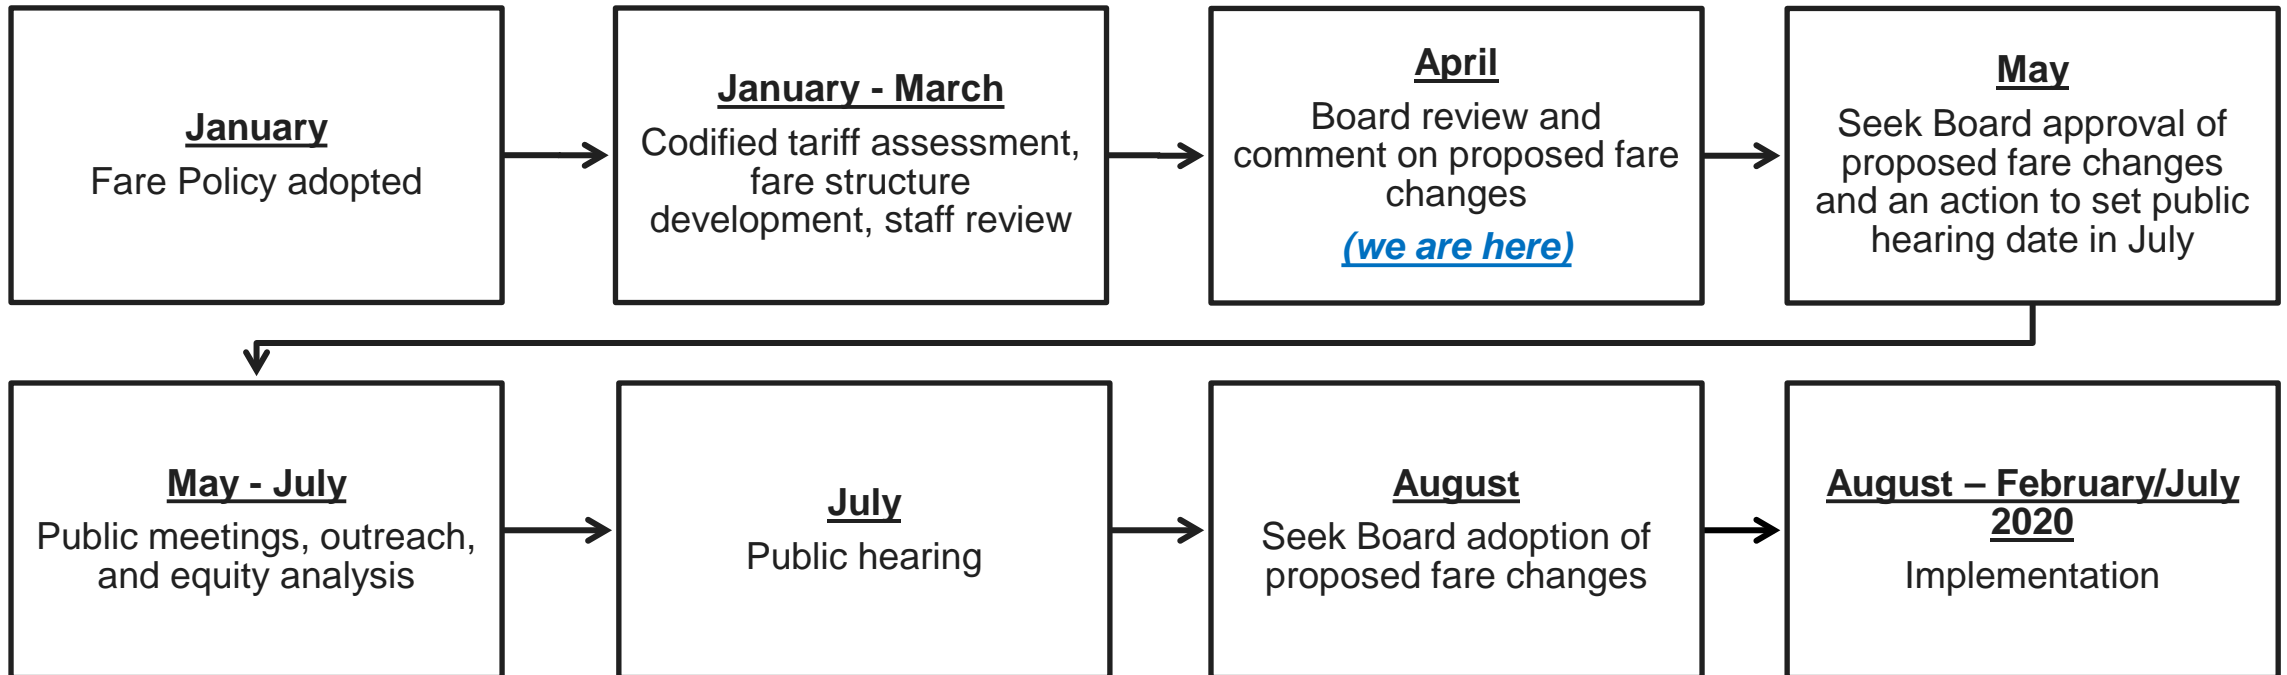 January
Fare Policy adopted
January - March
Codified tariff assessment,
fare structure
development, staff review
April
Board review and
comment on proposed fare
changes
(we are here)
May
Seek Board approval of
proposed fare changes
and an action to set public
hearing date in July
May - July
Public meetings, outreach,
and equity analysis
July
Public hearing
August
Seek Board adoption of
proposed fare changes
August – February/July
2020
Implementation